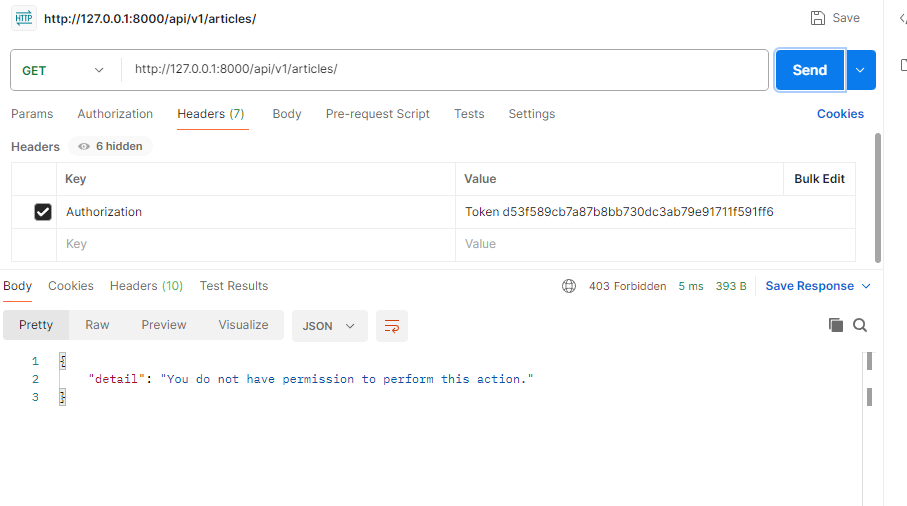 HTTP http://127.0.0.1:8000/api/v1/articles/ Save
GET http://127.0.0.1:8000/api/v1/articles/ Send
Params Authorization Headers (7) Body Pre-request Script Tests Settings Cookies
Headers 6 hidden
Key Value Bulk Edit
Authorization Token d53f589cb7a87b8bb730dc3ab79e91711f591ff6
Key Value
Body Cookies Headers (10) Test Results 403 Forbidden 5 ms 393 B Save Response
Pretty Raw Preview Visualize JSON
1 {
2 "detail": "You do not have permission to perform this action."
3 }